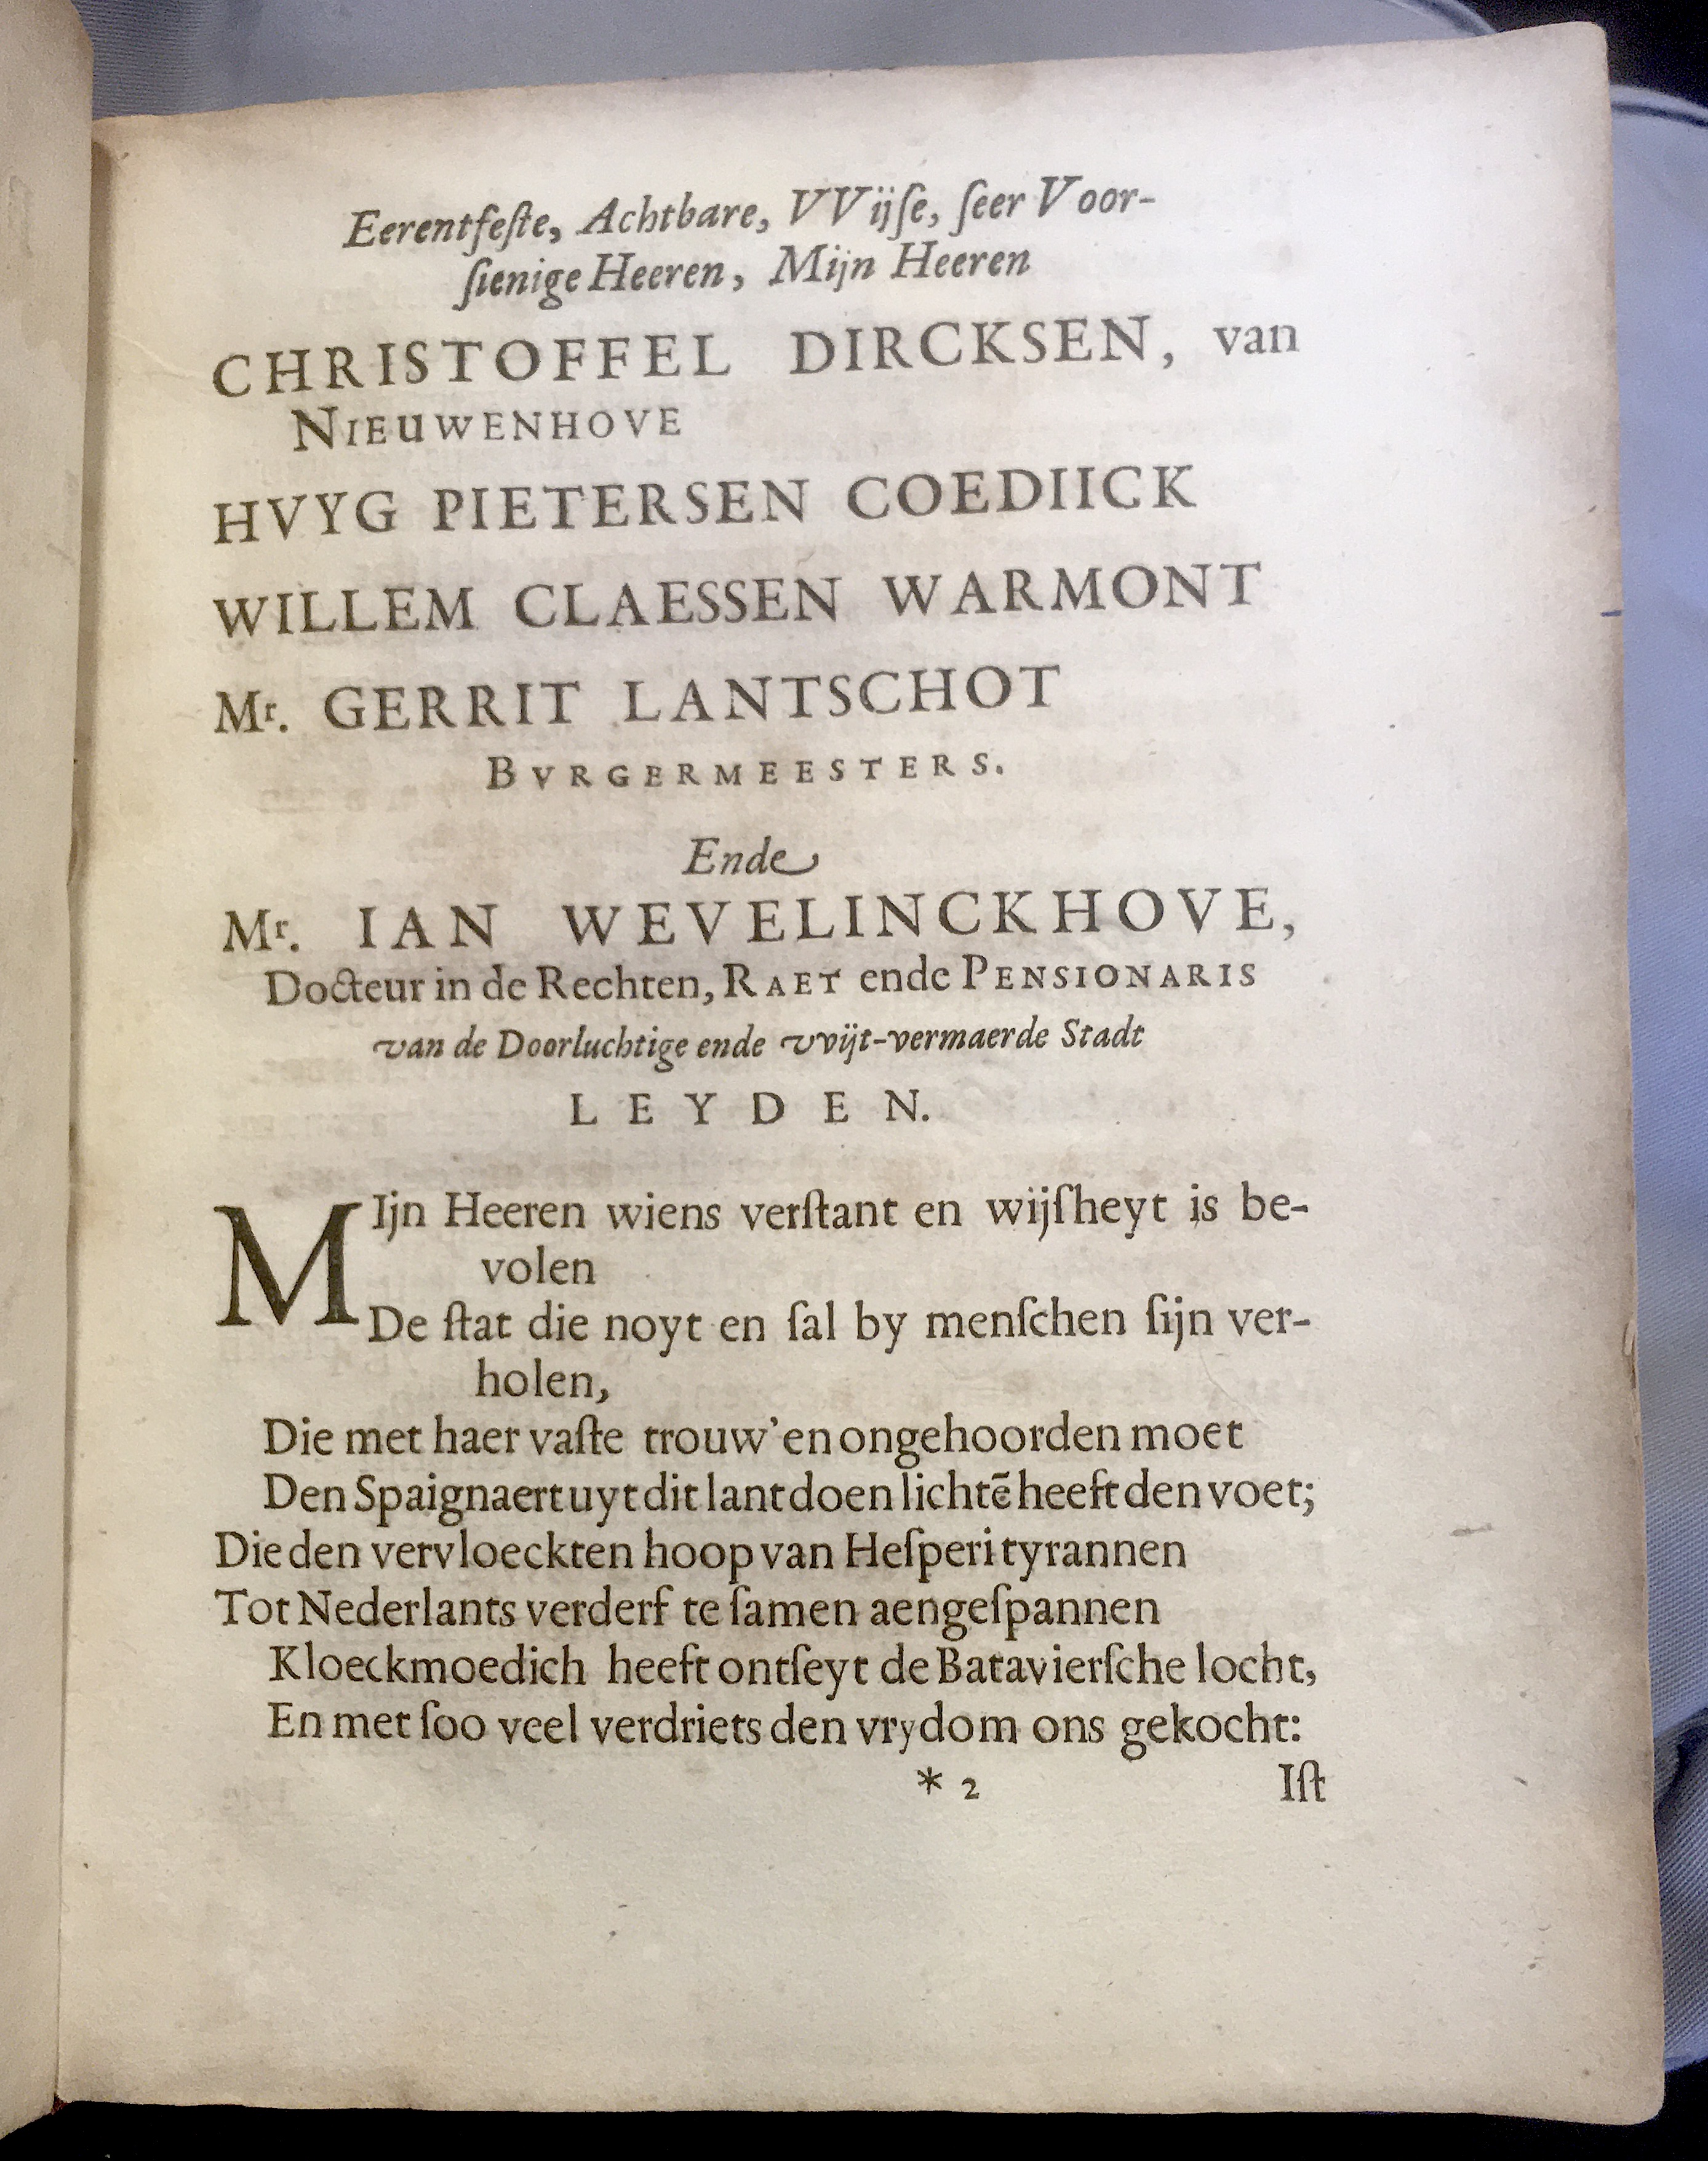 Eerentfeſte, Achtbare, VVijſe, ſeer Voor-
ſienige Heeren, Mijn Heeren
CHRISTOFFEL DIRCKSEN, van
NIEUWENHOVE
HVYG PIETERSEN COEDIICK
WILLEM CLAESSEN WARMONT
Mr. GERRIT LANTSCHOT
BVRGERMEESTERS.
Ende
Mr. IAN WEVELINCKHOVE,
Docteur in de Rechten, RAET ende PENSIONARIS
van de Doorluchtige ende vvijt-vermaerde Stadt
LEYDEN.
MIjn Heeren wiens verſtant en wijſheyt is be-
volen
De ſtat die noyt en ſal by menſchen ſijn ver-
holen,
Die met haer vaſte trouw' en ongehoorden moet
Den Spaignaert uyt dit lant doen lichtē heeft den voet;
Die den vervloeckten hoop van Heſperi tyrannen
Tot Nederlants verderf te ſamen aengeſpannen
Kloeckmoedich heeft ontſeyt de Batavierſche locht,
En met ſoo veel verdriets den vrydom ons gekocht:
* 2 Iſt